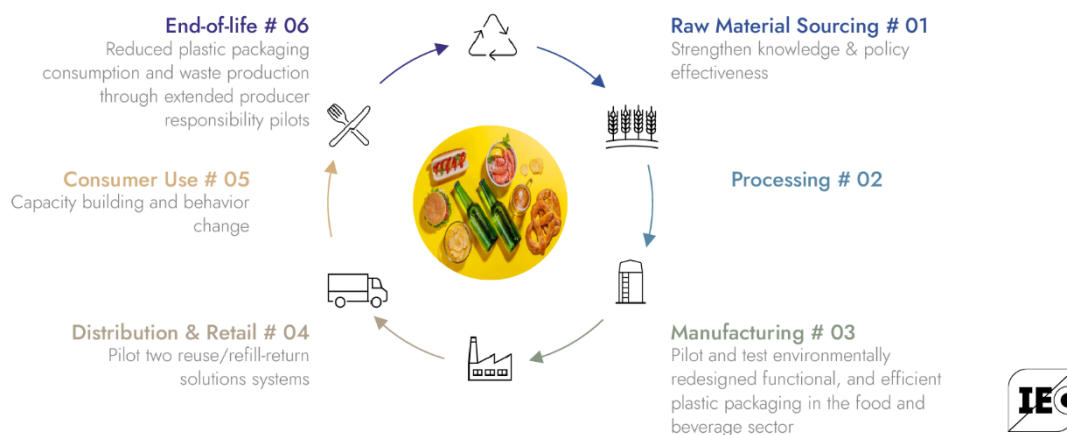 End-of-life # 06
Reduced plastic packaging
consumption and waste production
through extended producer
responsibility pilots
Raw Material Sourcing # 01
Strengthen knowledge & policy
effectiveness
Consumer Use # 05
Capacity building and behavior
change
Processing # 02
Distribution & Retail # 04
Pilot two reuse/refill-return
solutions systems
Manufacturing # 03
Pilot and test environmentally
redesigned functional, and efficient
plastic packaging in the food and
beverage sector